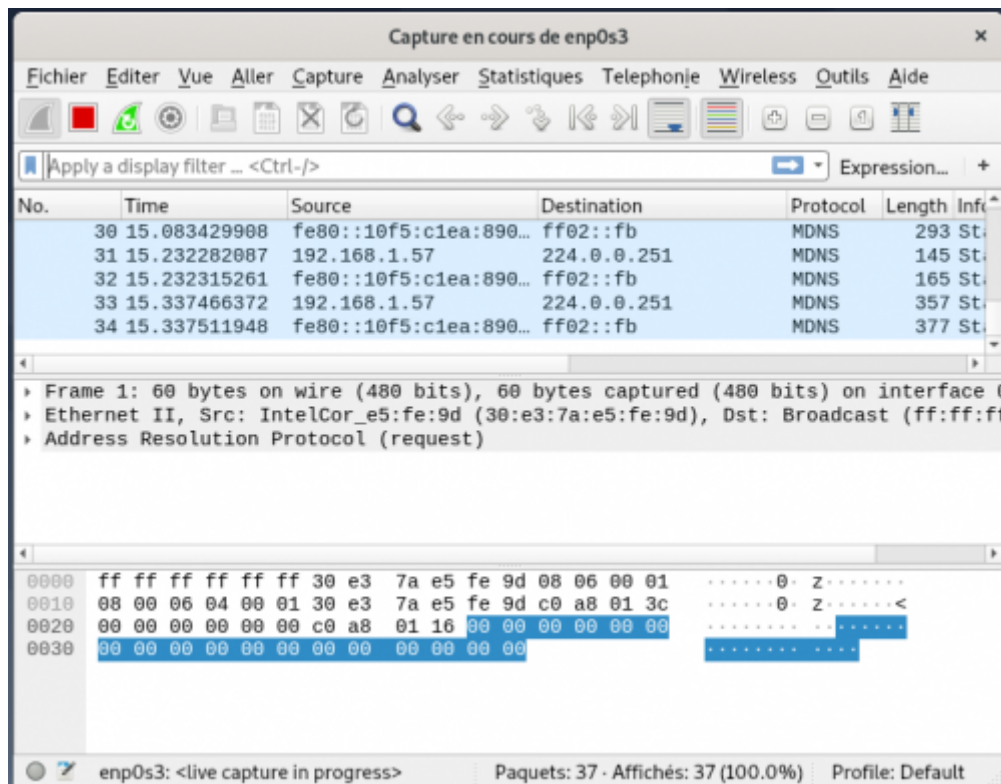 Capture en cours de enp0s3
Fichier Editer Vue Aller Capture Analyser Statistiques Telephonie Wireless Outils Aide
Apply a display filter ... <Ctrl-/> Expression... +
No. Time Source Destination Protocol Length Info
30 15.083429908 fe80::10f5:c1ea:890… ff02::fb MDNS 293 Sta
31 15.232282087 192.168.1.57 224.0.0.251 MDNS 145 Sta
32 15.232315261 fe80::10f5:c1ea:890… ff02::fb MDNS 165 Sta
33 15.337466372 192.168.1.57 224.0.0.251 MDNS 357 Sta
34 15.337511948 fe80::10f5:c1ea:890… ff02::fb MDNS 377 Sta
Frame 1: 60 bytes on wire (480 bits), 60 bytes captured (480 bits) on interface 0
Ethernet II, Src: IntelCor_e5:fe:9d (30:e3:7a:e5:fe:9d), Dst: Broadcast (ff:ff:ff
Address Resolution Protocol (request)
0000 ff ff ff ff ff ff 30 e3 7a e5 fe 9d 08 06 00 01 ······0· z·······
0010 08 00 06 04 00 01 30 e3 7a e5 fe 9d c0 a8 01 3c ······0· z······<
0020 00 00 00 00 00 00 c0 a8 01 16 00 00 00 00 00 00 ········ ········
0030 00 00 00 00 00 00 00 00 00 00 00 00 ········ ····
enp0s3: <live capture in progress> Paquets: 37 · Affichés: 37 (100.0%) Profile: Default